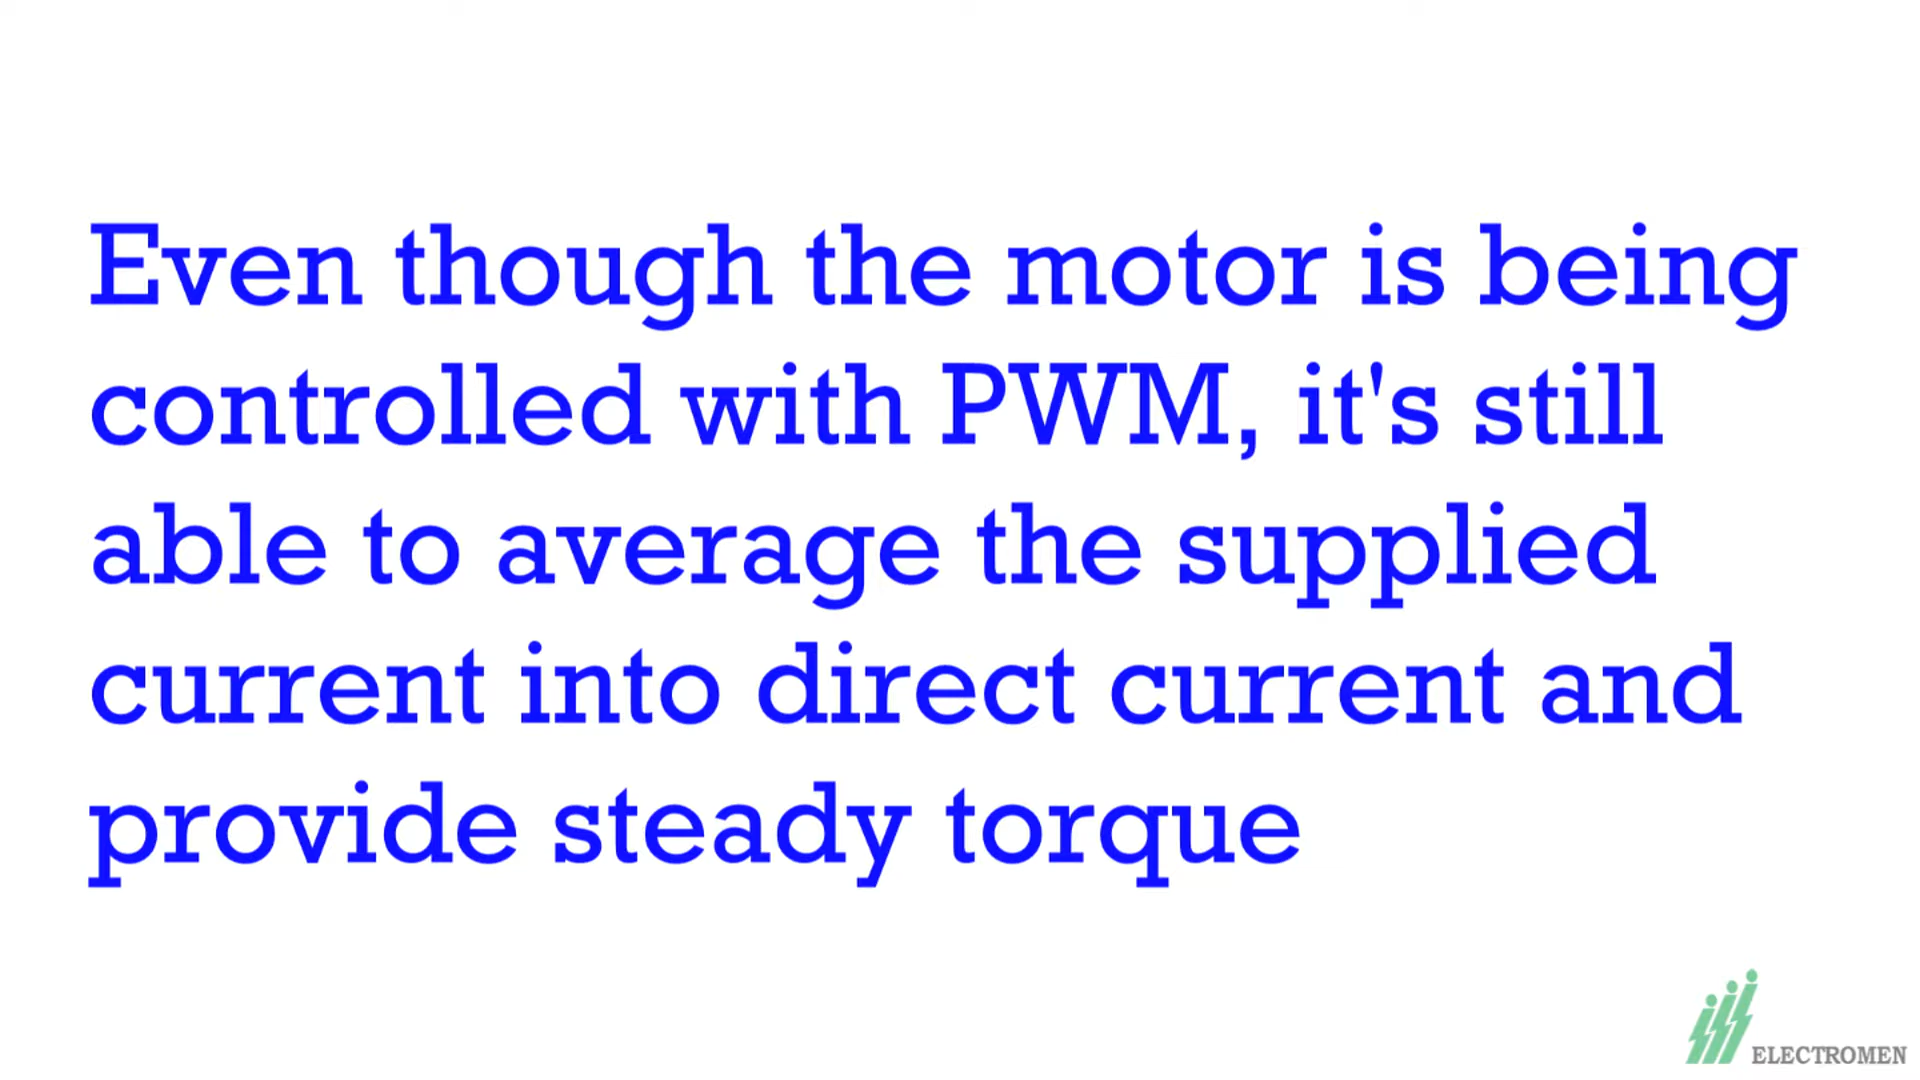 Even though the motor is being
controlled with PWM, it's still
able to average the supplied
current into direct current and
provide steady torque
ELECTROMEN